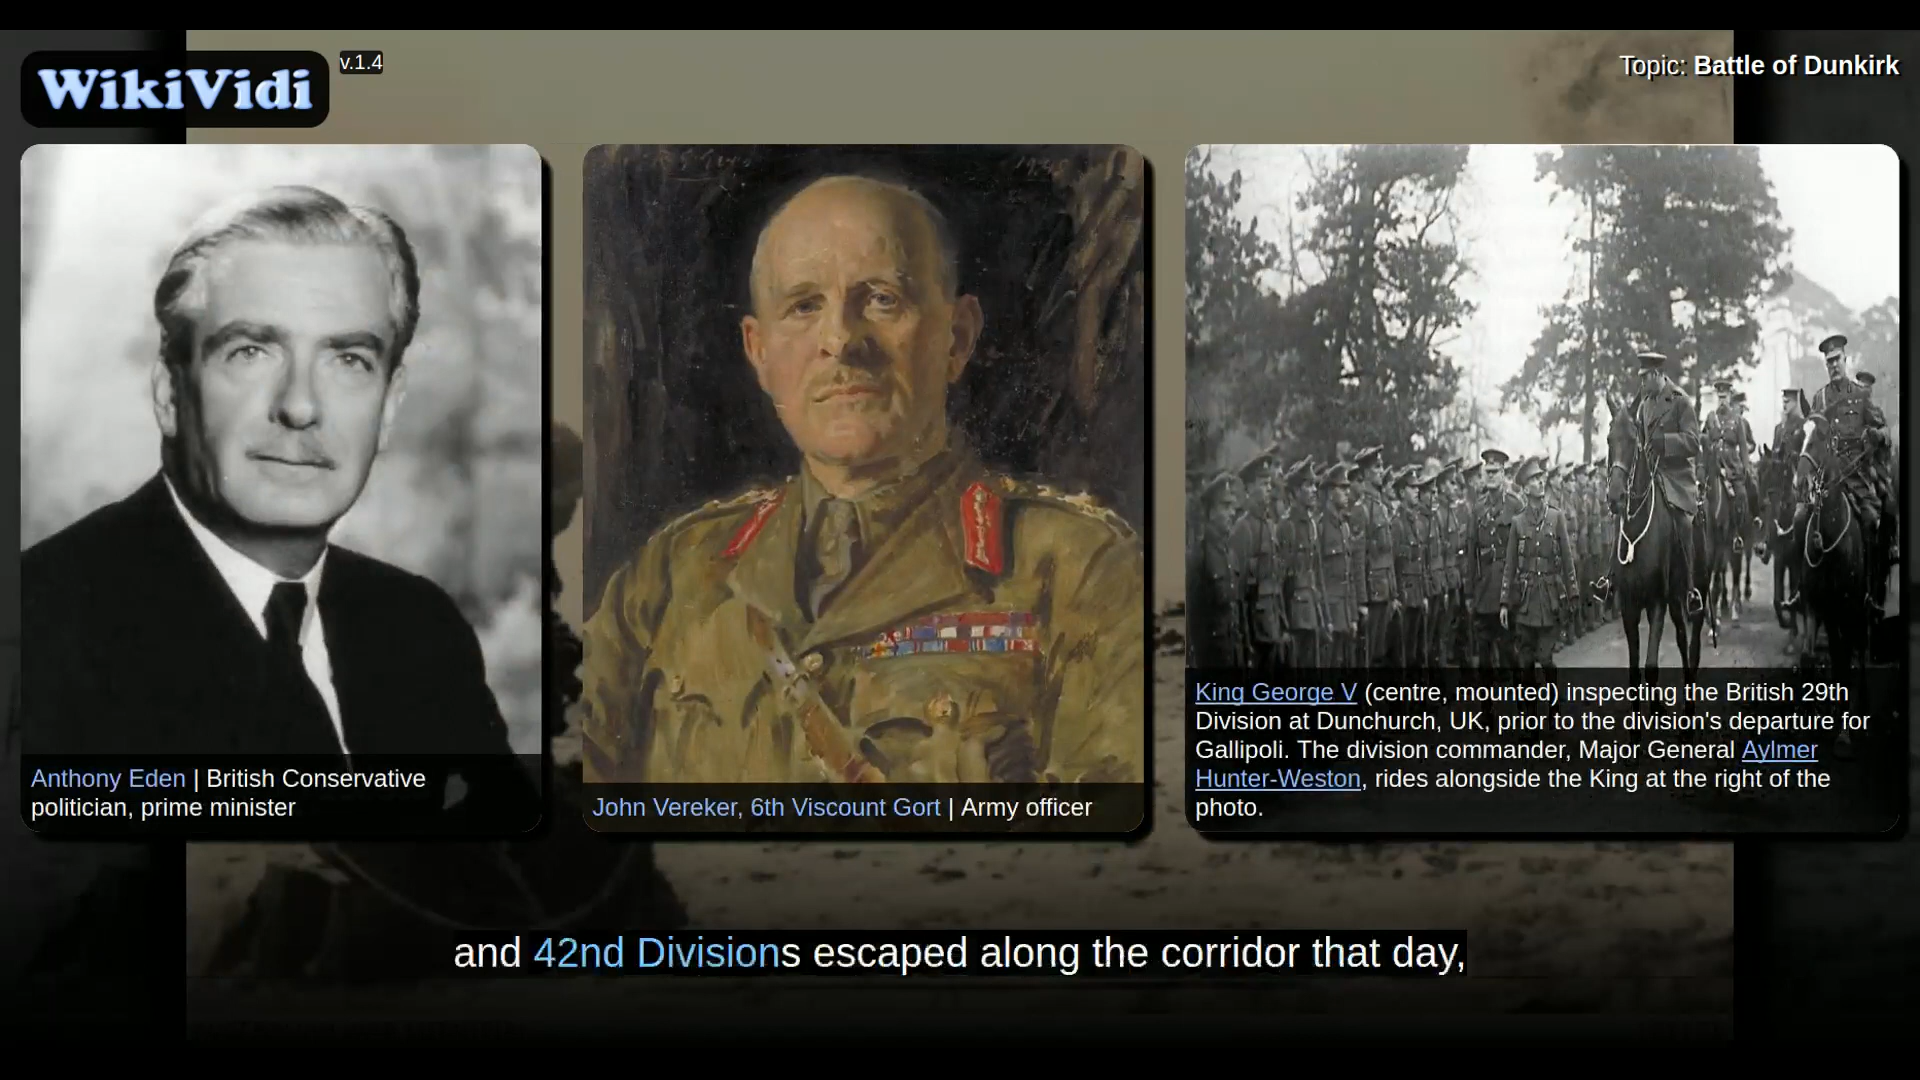 WikiVidi
v.1.4
Topic: Battle of Dunkirk
Anthony Eden | British Conservative
politician, prime minister
John Vereker, 6th Viscount Gort | Army officer
King George V (centre, mounted) inspecting the British 29th
Division at Dunchurch, UK, prior to the division's departure for
Gallipoli. The division commander, Major General Aylmer
Hunter-Weston, rides alongside the King at the right of the
photo.
and 42nd Divisions escaped along the corridor that day,